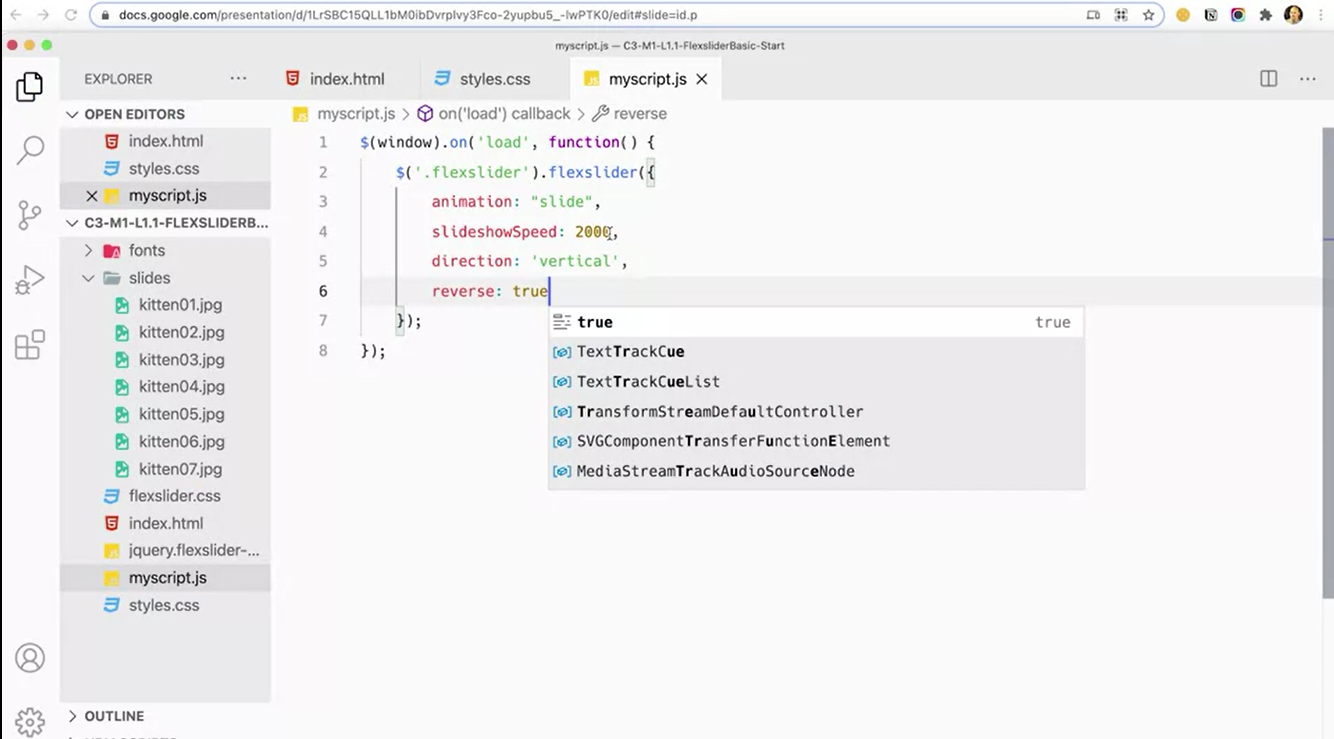 docs.google.com/presentation/d/1LrSBC15QLL1bM0ibDvrplvy3Fco-2yupbu5_-lwPTK0/edit#slide=id.p
myscript.js — C3-M1-L1.1-FlexsliderBasic-Start
EXPLORER
index.html
styles.css
myscript.js
OPEN EDITORS
index.html
styles.css
myscript.js
C3-M1-L1.1-FLEXSLIDERB...
fonts
slides
kitten01.jpg
kitten02.jpg
kitten03.jpg
kitten04.jpg
kitten05.jpg
kitten06.jpg
kitten07.jpg
flexslider.css
index.html
jquery.flexslider-...
myscript.js
styles.css
OUTLINE
myscript.js > on('load') callback > reverse
1 $(window).on('load', function() {
2 $('.flexslider').flexslider({
3 animation: "slide",
4 slideshowSpeed: 2000,
5 direction: 'vertical',
6 reverse: true
7 });
8 });
true true
TextTrackCue
TextTrackCueList
TransformStreamDefaultController
SVGComponentTransferFunctionElement
MediaStreamTrackAudioSourceNode